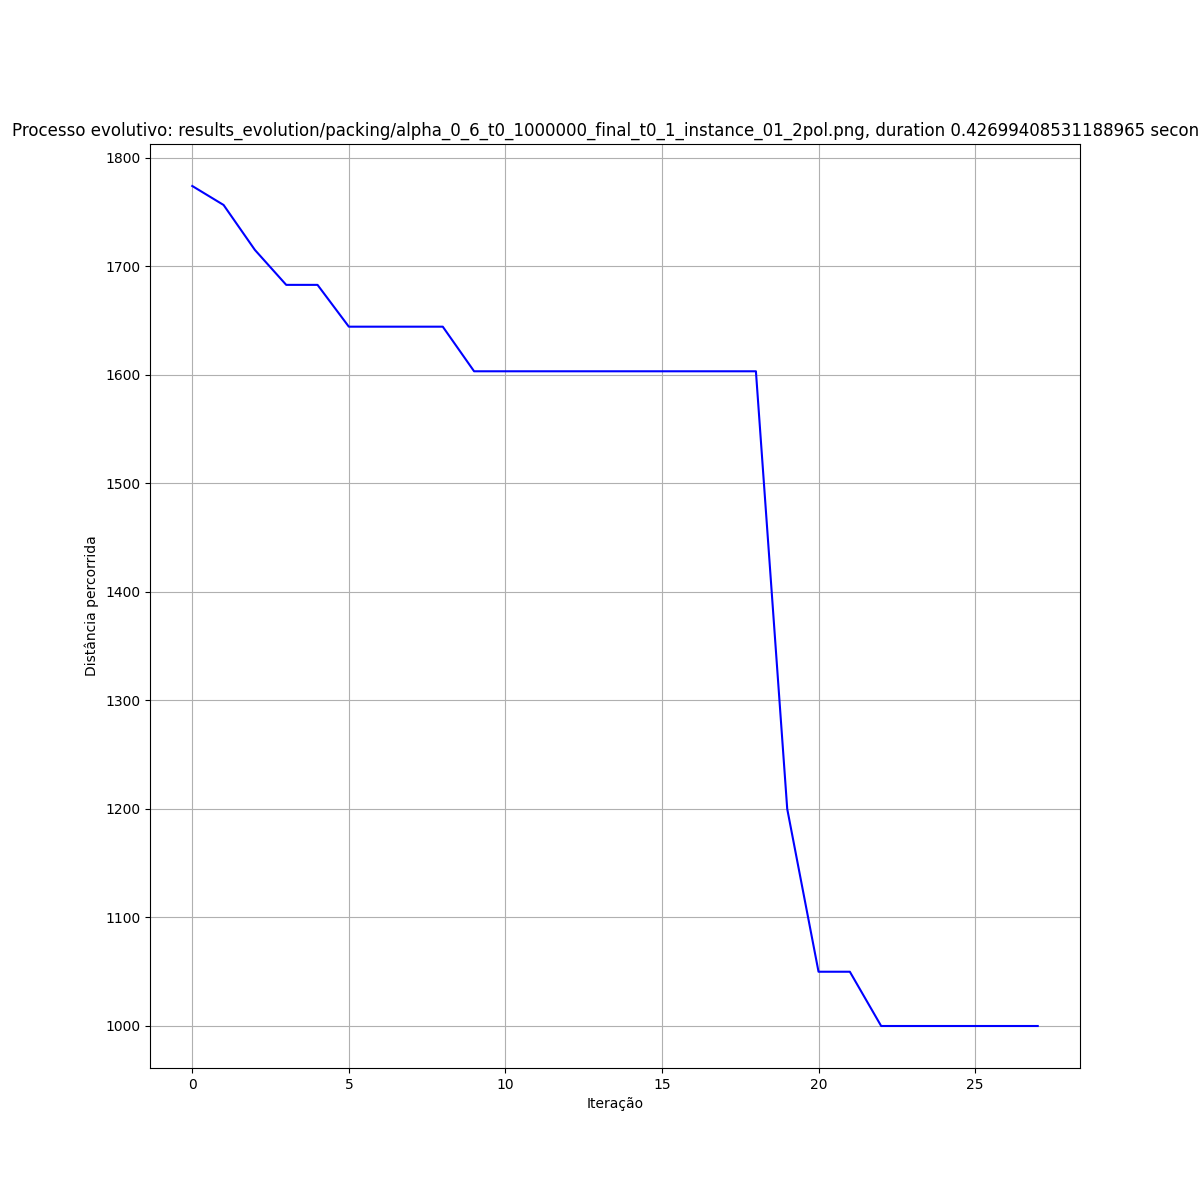 Processo evolutivo: results_evolution/packing/alpha_0_6_t0_1000000_final_t0_1_instance_01_2pol.png, duration 0.42699408531188965 secon
1800
1700
1600
1500
1400
1300
1200
1100
1000
Distância percorrida
0 5 10 15 20 25
Iteração